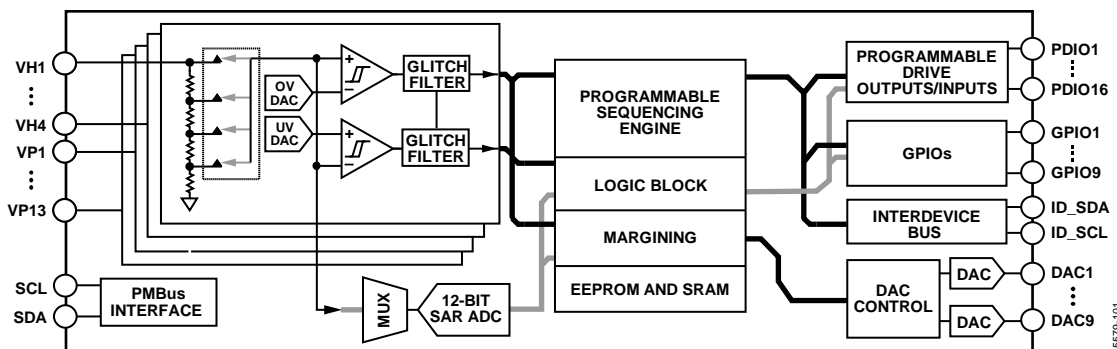 VH1
VH4
VP1
VP13
SCL
SDA
PMBus
INTERFACE
OV
DAC
UV
DAC
+
–
+
–
GLITCH
FILTER
GLITCH
FILTER
MUX
12-BIT
SAR ADC
PROGRAMMABLE
SEQUENCING
ENGINE
LOGIC BLOCK
MARGINING
EEPROM AND SRAM
PROGRAMMABLE
DRIVE
OUTPUTS/INPUTS
GPIOs
INTERDEVICE
BUS
DAC
CONTROL
DAC
DAC
PDIO1
PDIO16
GPIO1
GPIO9
ID_SDA
ID_SCL
DAC1
DAC9